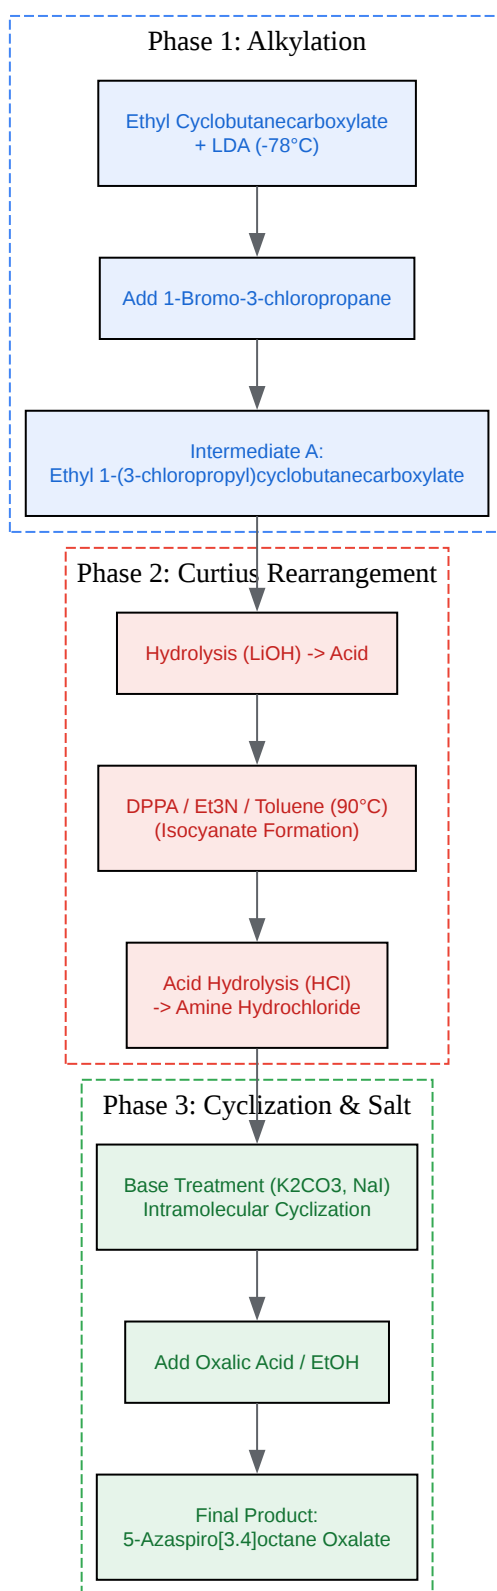 Phase 1: Alkylation
Ethyl Cyclobutanecarboxylate
+ LDA (-78°C)
Add 1-Bromo-3-chloropropane
Intermediate A:
Ethyl 1-(3-chloropropyl)cyclobutanecarboxylate
Phase 2: Curtius Rearrangement
Hydrolysis (LiOH) -> Acid
DPPA / Et3N / Toluene (90°C)
(Isocyanate Formation)
Acid Hydrolysis (HCl)
-> Amine Hydrochloride
Phase 3: Cyclization & Salt
Base Treatment (K2CO3, NaI)
Intramolecular Cyclization
Add Oxalic Acid / EtOH
Final Product:
5-Azaspiro[3.4]octane Oxalate